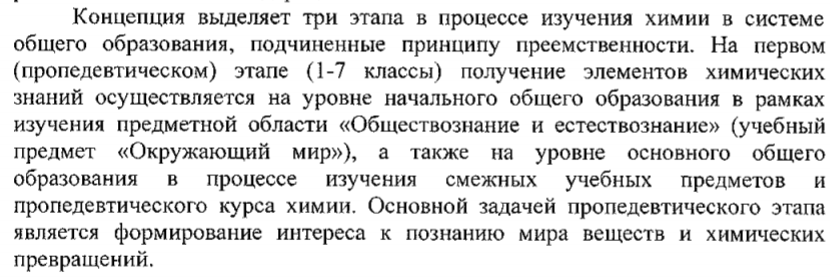 Концепция выделяет три этапа в процессе изучения химии в системе
общего образования, подчиненные принципу преемственности. На первом
(пропедевтическом) этапе (1-7 классы) получение элементов химических
знаний осуществляется на уровне начального общего образования в рамках
изучения предметной области «Обществознание и естествознание» (учебный
предмет «Окружающий мир»), а также на уровне основного общего
образования в процессе изучения смежных учебных предметов и
пропедевтического курса химии. Основной задачей пропедевтического этапа
является формирование интереса к познанию мира веществ и химических
превращений.